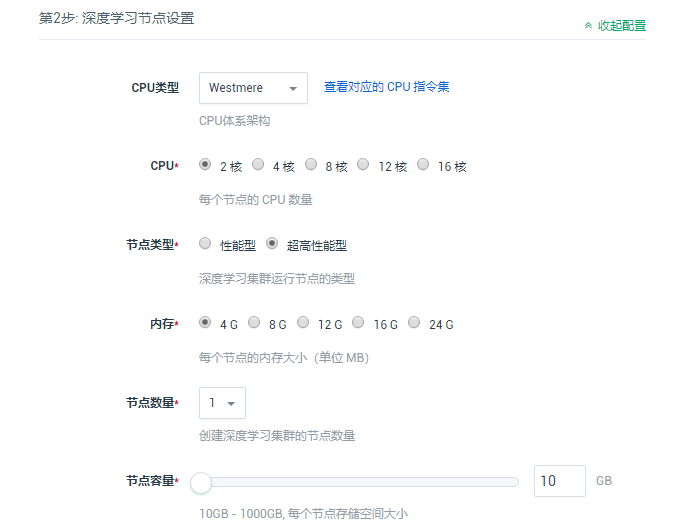 第2步: 深度学习节点设置
收起配置
CPU类型 Westmere 查看对应的 CPU 指令集
CPU体系架构
CPU* 2 核 4 核 8 核 12 核 16 核
每个节点的 CPU 数量
节点类型* 性能型 超高性能型
深度学习集群运行节点的类型
内存* 4 G 8 G 12 G 16 G 24 G
每个节点的内存大小（单位 MB）
节点数量* 1
创建深度学习集群的节点数量
节点容量* 10 GB
10GB - 1000GB, 每个节点存储空间大小